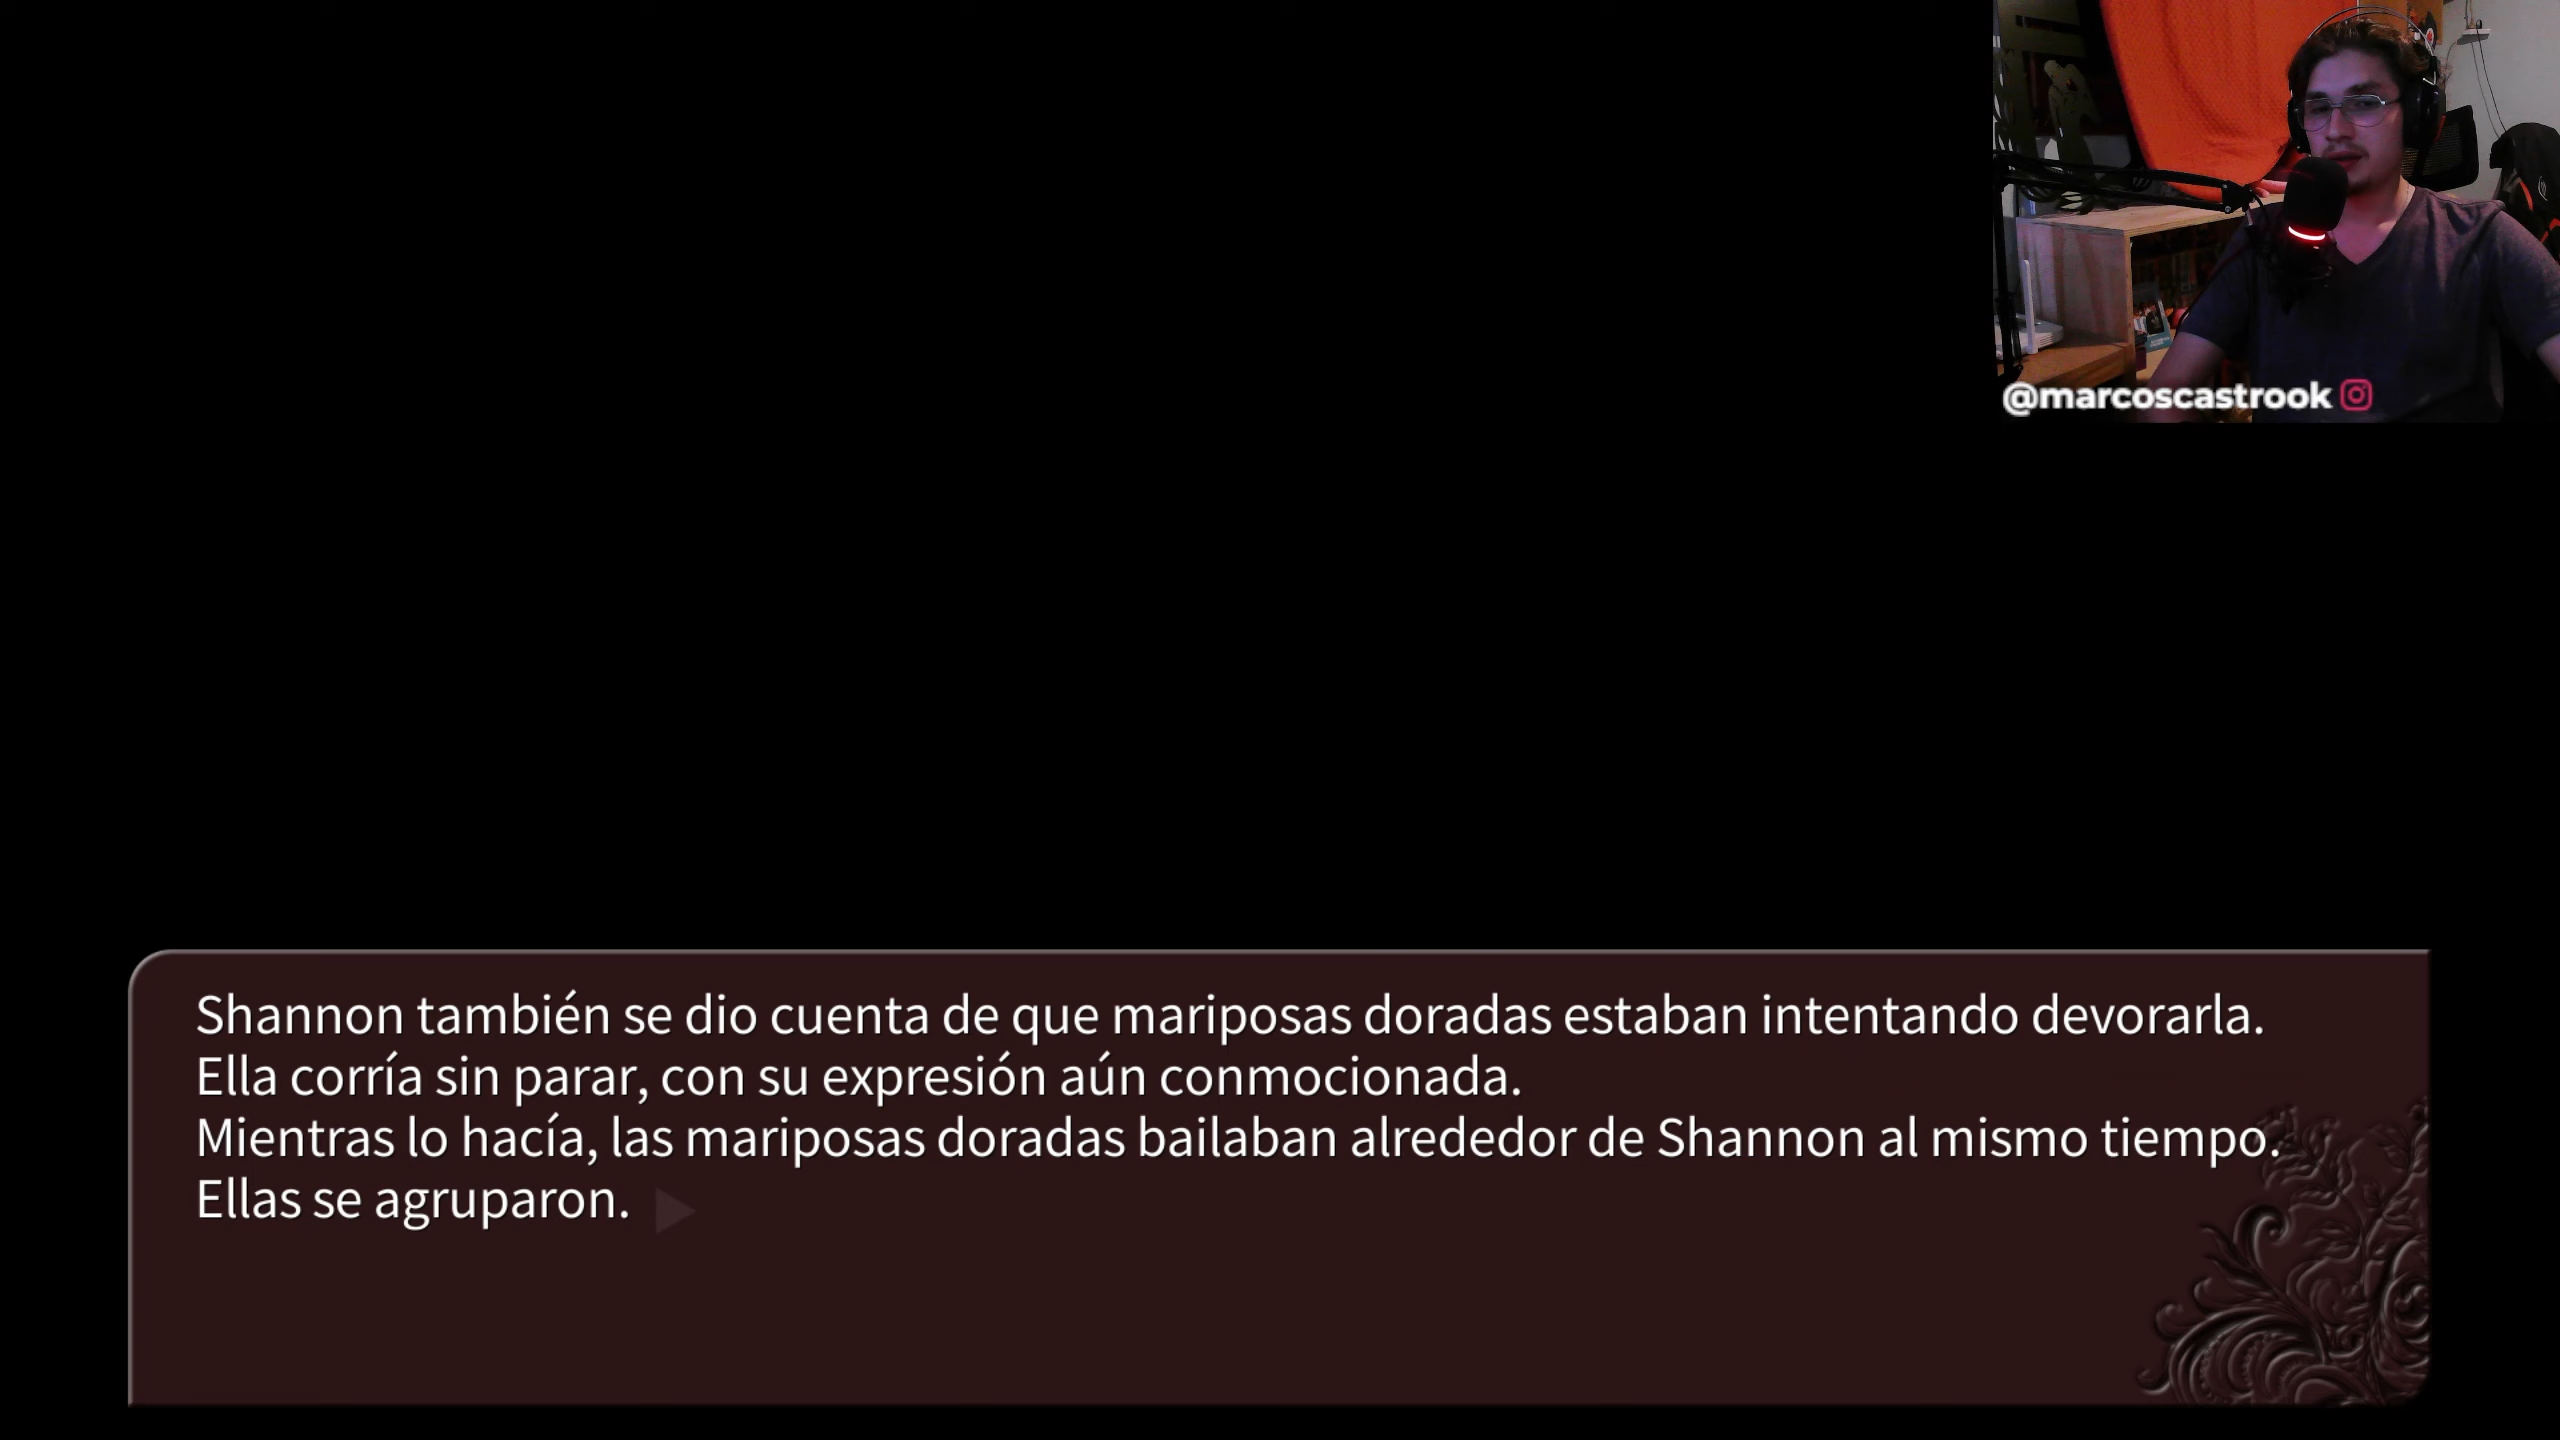 @marcoscastrook
Shannon también se dio cuenta de que mariposas doradas estaban intentando devorarla.
Ella corría sin parar, con su expresión aún conmocionada.
Mientras lo hacía, las mariposas doradas bailaban alrededor de Shannon al mismo tiempo.
Ellas se agruparon.